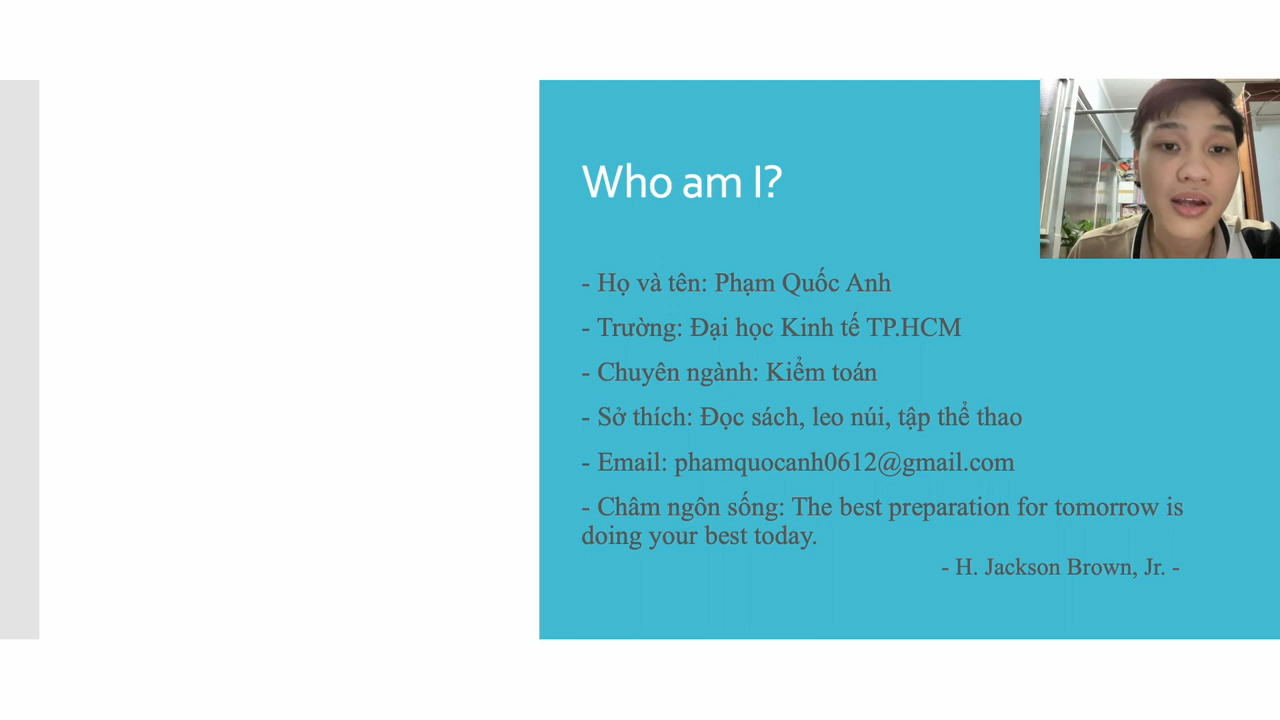 Who am I?
- Họ và tên: Phạm Quốc Anh
- Trường: Đại học Kinh tế TP.HCM
- Chuyên ngành: Kiểm toán
- Sở thích: Đọc sách, leo núi, tập thể thao
- Email: phamquocanh0612@gmail.com
- Châm ngôn sống: The best preparation for tomorrow is
doing your best today.
- H. Jackson Brown, Jr. -